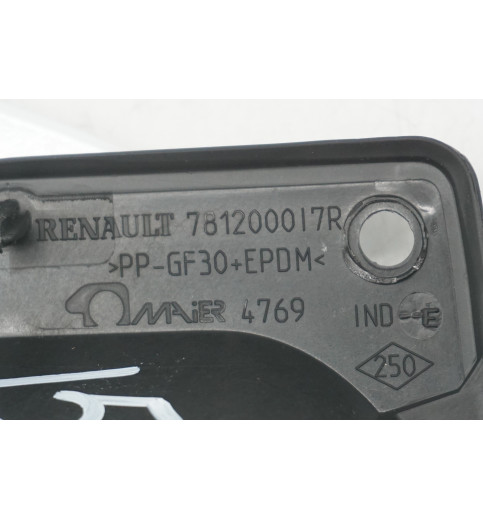 RENAULT 781200017R
>PP-GF30+EPDM<
MAIER 4769 IND E
250